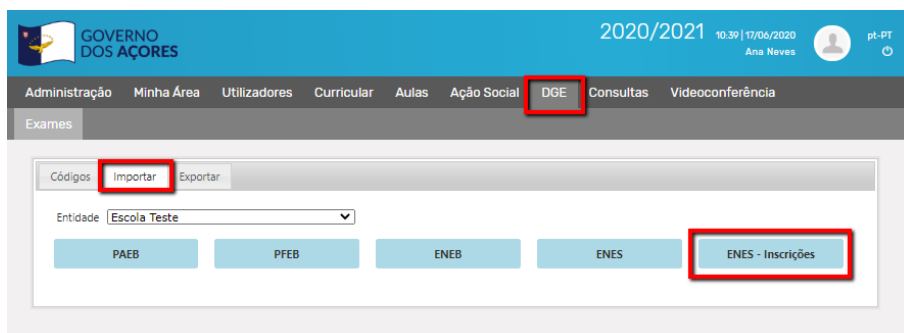 GOVERNO
DOS AÇORES
2020/2021 10:39 | 17/06/2020
Ana Neves
pt-PT
Administração Minha Área Utilizadores Curricular Aulas Ação Social DGE Consultas Videoconferência
Exames
Códigos Importar Exportar
Entidade Escola Teste
PAEB PFEB ENEB ENES ENES - Inscrições